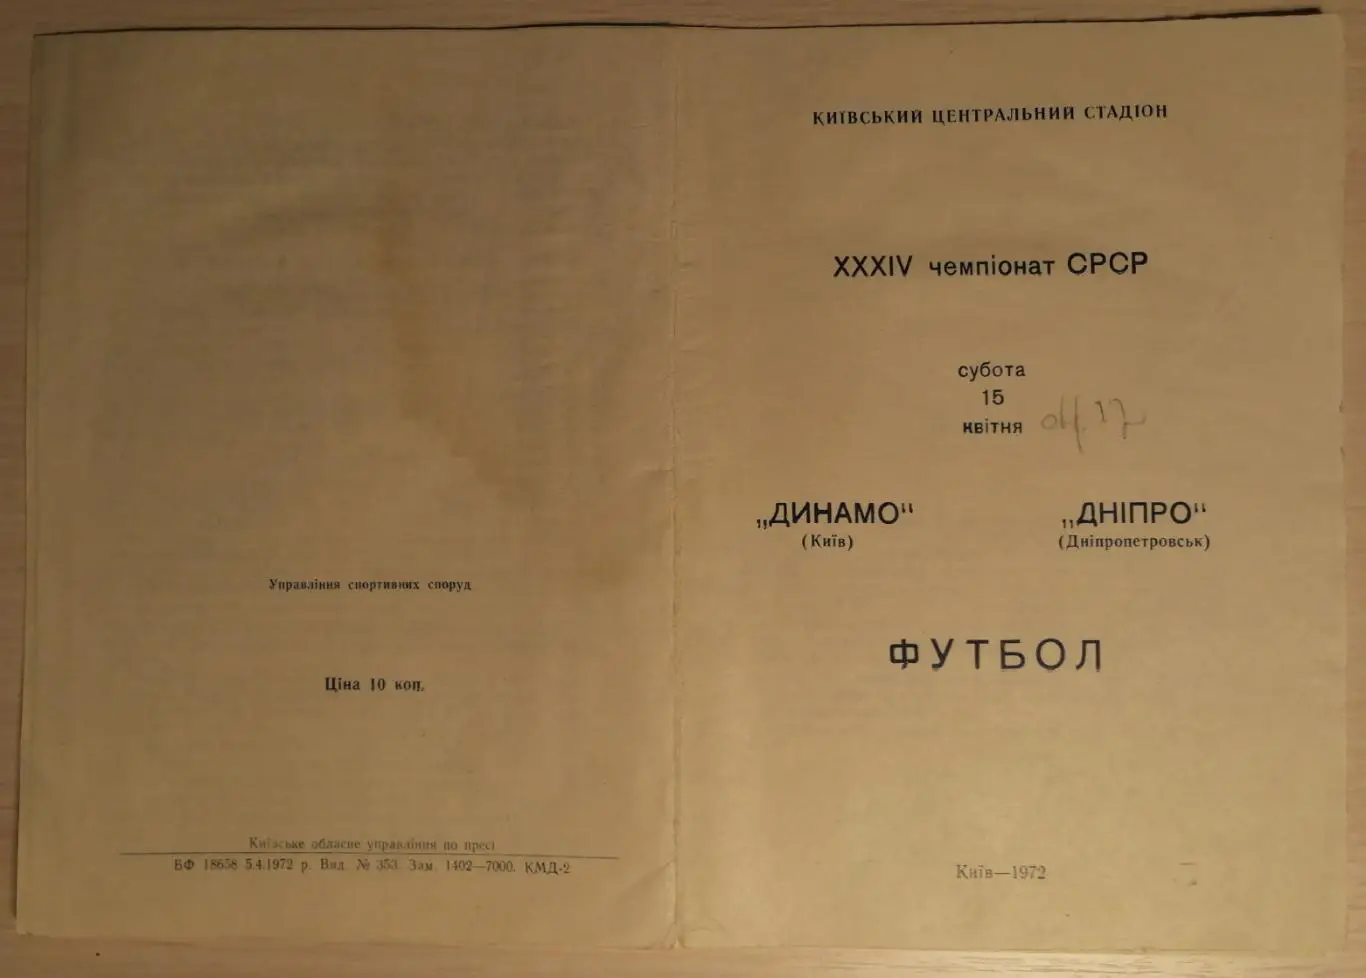 Управління спортивних споруд
Ціна 10 коп.
Київське обласне управління по пресі
БФ 18658 5.4.1972 р. Вид. № 353. Зам. 1402—7000. КМД-2
КИЇВСЬКИЙ ЦЕНТРАЛЬНИЙ СТАДІОН
XXXIV чемпіонат СРСР
субота
15
квітня
„ДИНАМО“ „ДНІПРО“
(Київ) (Дніпропетровськ)
ФУТБОЛ
Київ—1972